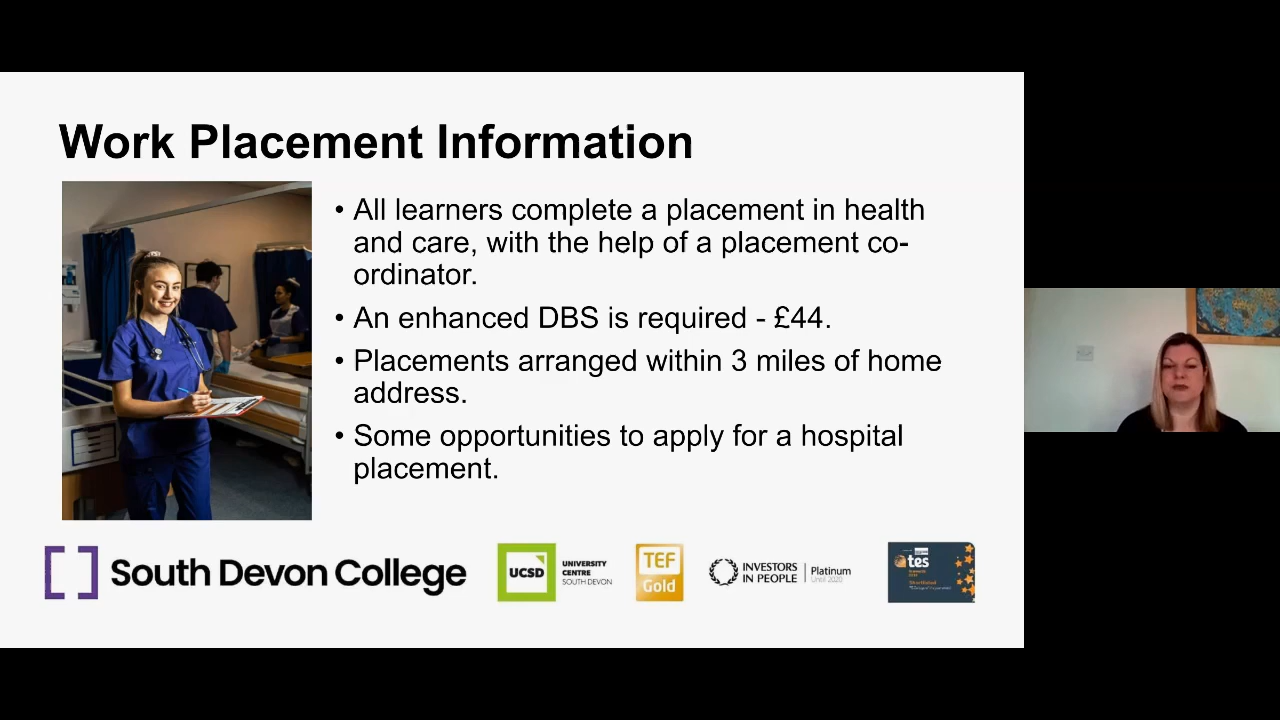 Work Placement Information
• All learners complete a placement in health
and care, with the help of a placement co-
ordinator.
• An enhanced DBS is required - £44.
• Placements arranged within 3 miles of home
address.
• Some opportunities to apply for a hospital
placement.
South Devon College
UCSD
UNIVERSITY
CENTRE
SOUTH DEVON
TEF
Gold
INVESTORS
IN PEOPLE
Platinum
Until 2020
tes